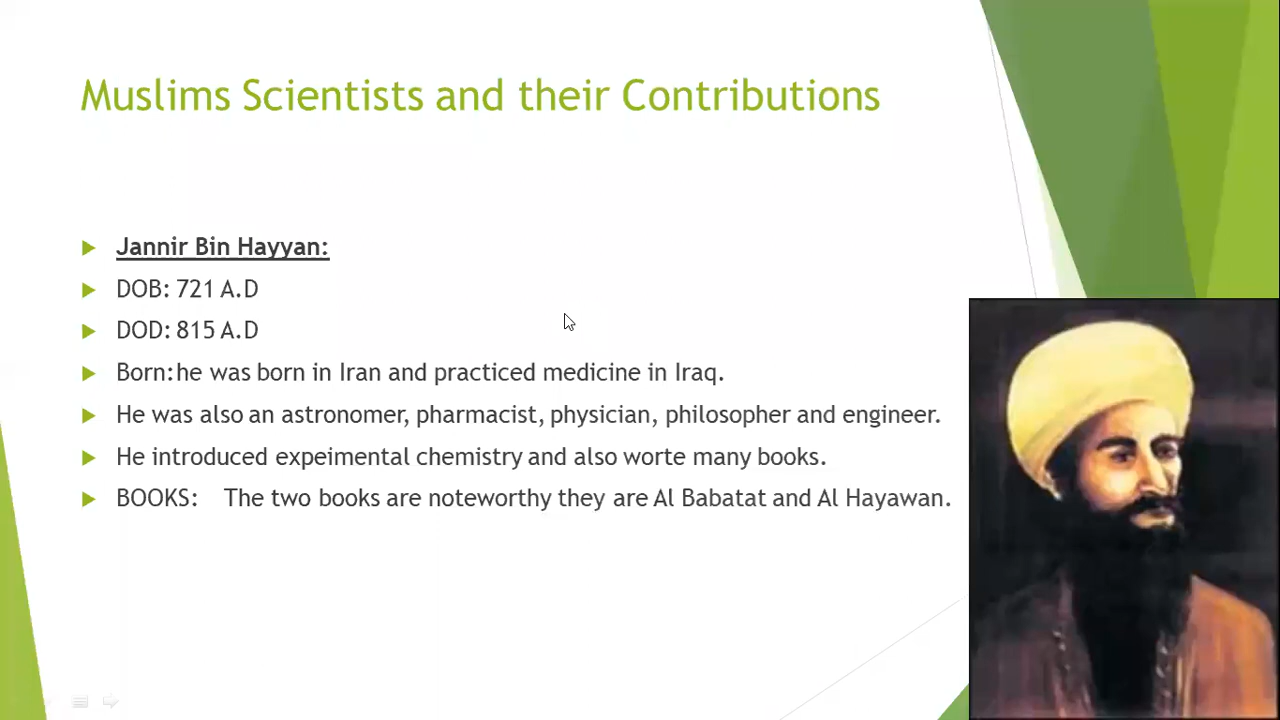 Muslims Scientists and their Contributions
Jannir Bin Hayyan:
DOB: 721 A.D
DOD: 815 A.D
Born:he was born in Iran and practiced medicine in Iraq.
He was also an astronomer, pharmacist, physician, philosopher and engineer.
He introduced expeimental chemistry and also worte many books.
BOOKS: The two books are noteworthy they are Al Babatat and Al Hayawan.